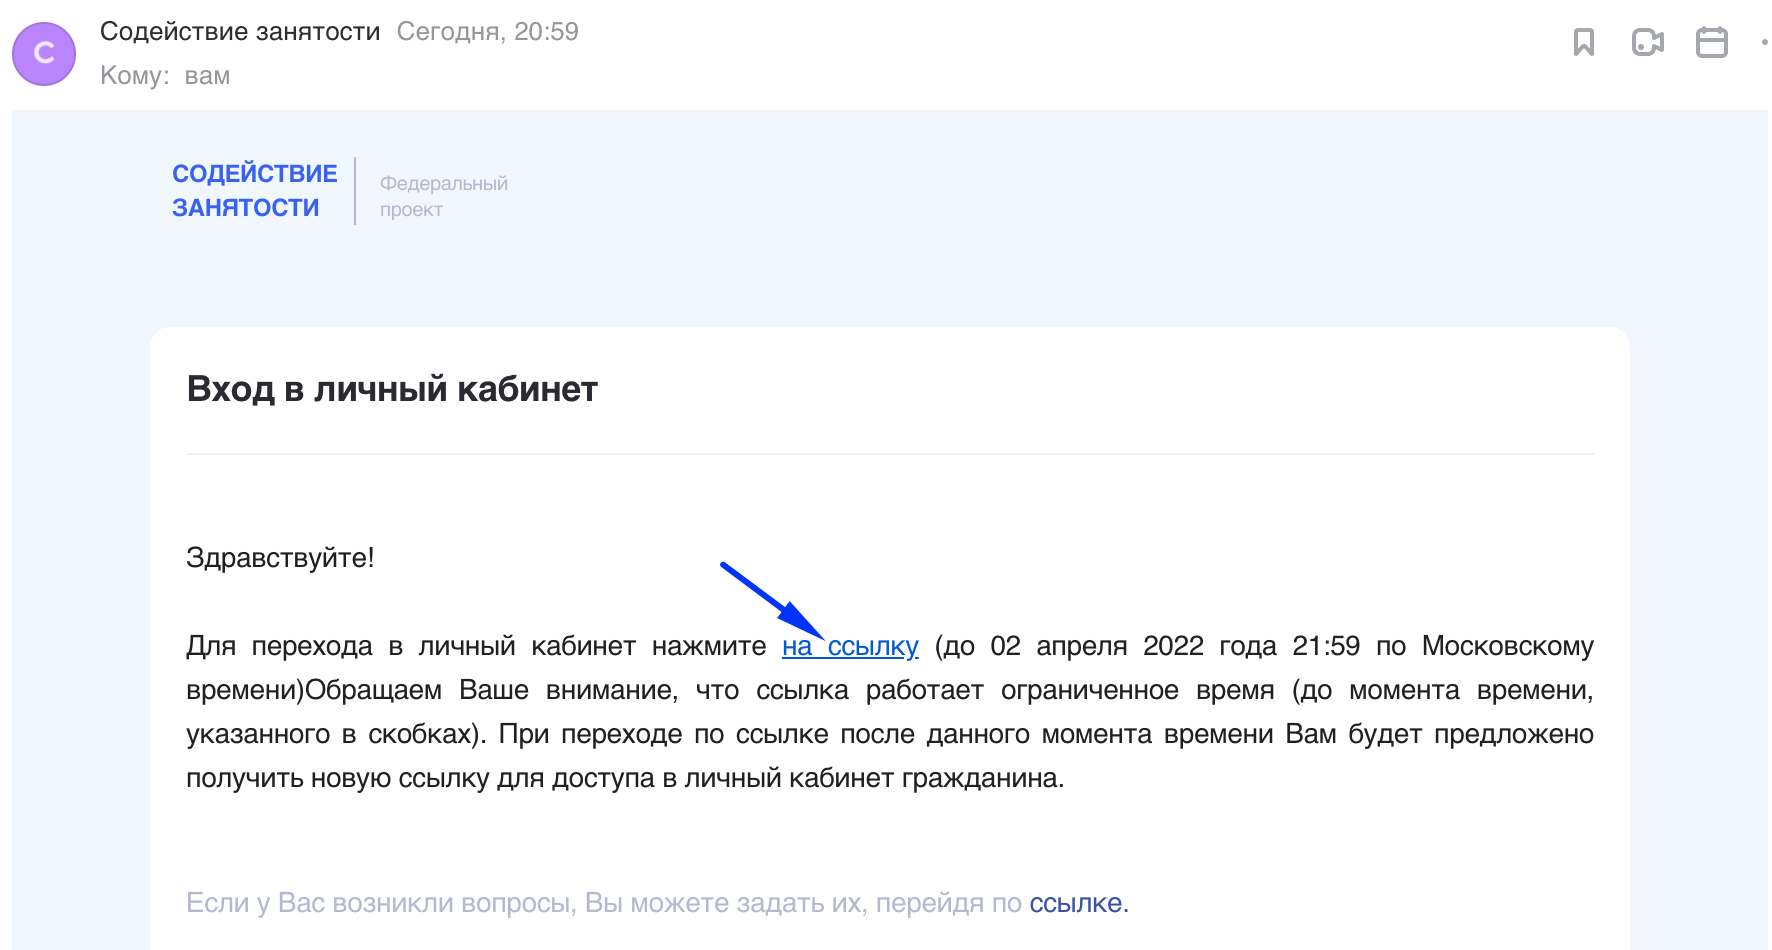 С
Содействие занятости Сегодня, 20:59
Кому: вам
СОДЕЙСТВИЕ
ЗАНЯТОСТИ
Федеральный
проект
Вход в личный кабинет
Здравствуйте!
Для перехода в личный кабинет нажмите на ссылку (до 02 апреля 2022 года 21:59 по Московскому
времени)Обращаем Ваше внимание, что ссылка работает ограниченное время (до момента времени,
указанного в скобках). При переходе по ссылке после данного момента времени Вам будет предложено
получить новую ссылку для доступа в личный кабинет гражданина.
Если у Вас возникли вопросы, Вы можете задать их, перейдя по ссылке.